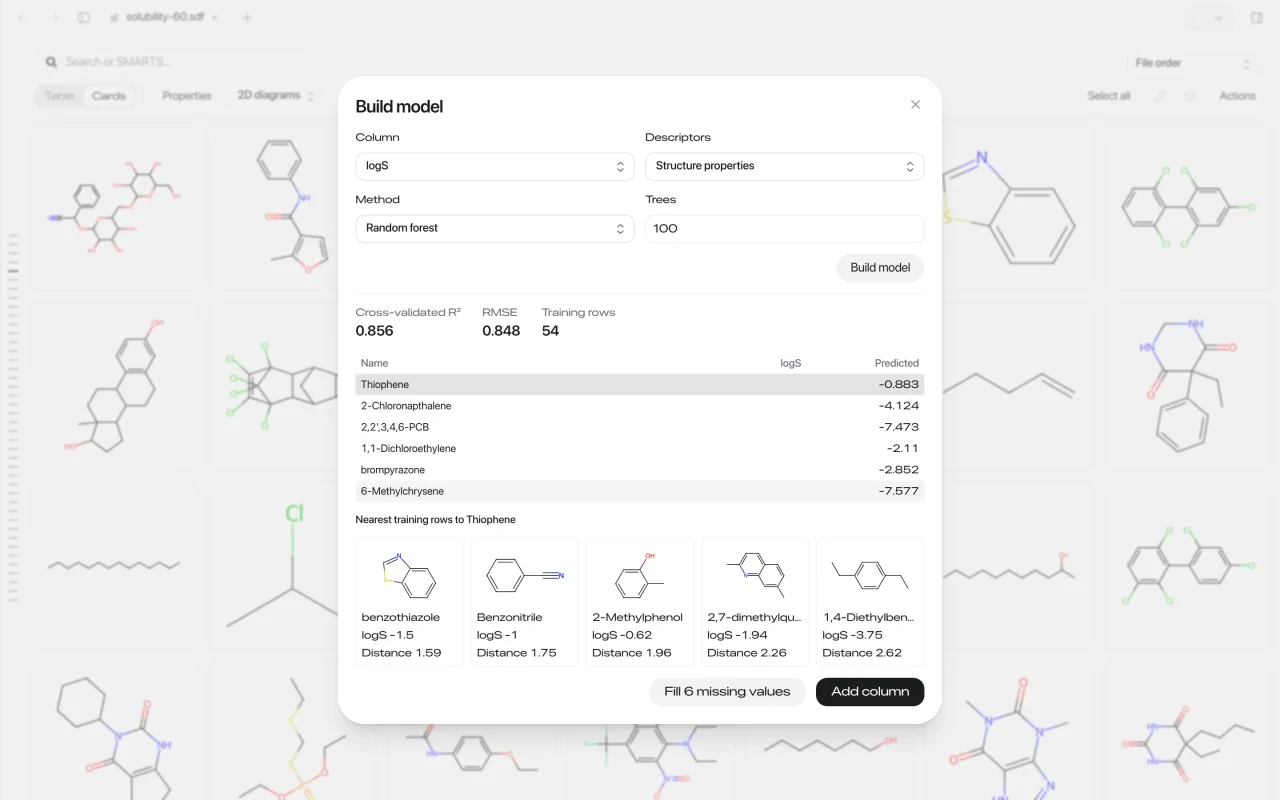 solubility-60.sdf
Search or SMARTS...
File order
Table Cards Properties 2D diagrams
Select all Actions
Build model
Column
Descriptors
logS
Structure properties
Method
Trees
Random forest
100
Build model
Cross-validated R² RMSE Training rows
0.856 0.848 54
Name logS Predicted
Thiophene -0.883
2-Chloronapthalene -4.124
2,2',3,4,6-PCB -7.473
1,1-Dichloroethylene -2.11
brompyrazone -2.852
6-Methylchrysene -7.577
Nearest training rows to Thiophene
benzothiazole
logS -1.5
Distance 1.59
Benzonitrile
logS -1
Distance 1.75
2-Methylphenol
logS -0.62
Distance 1.96
2,7-dimethylqu...
logS -1.94
Distance 2.26
1,4-Diethylben...
logS -3.75
Distance 2.62
Fill 6 missing values
Add column